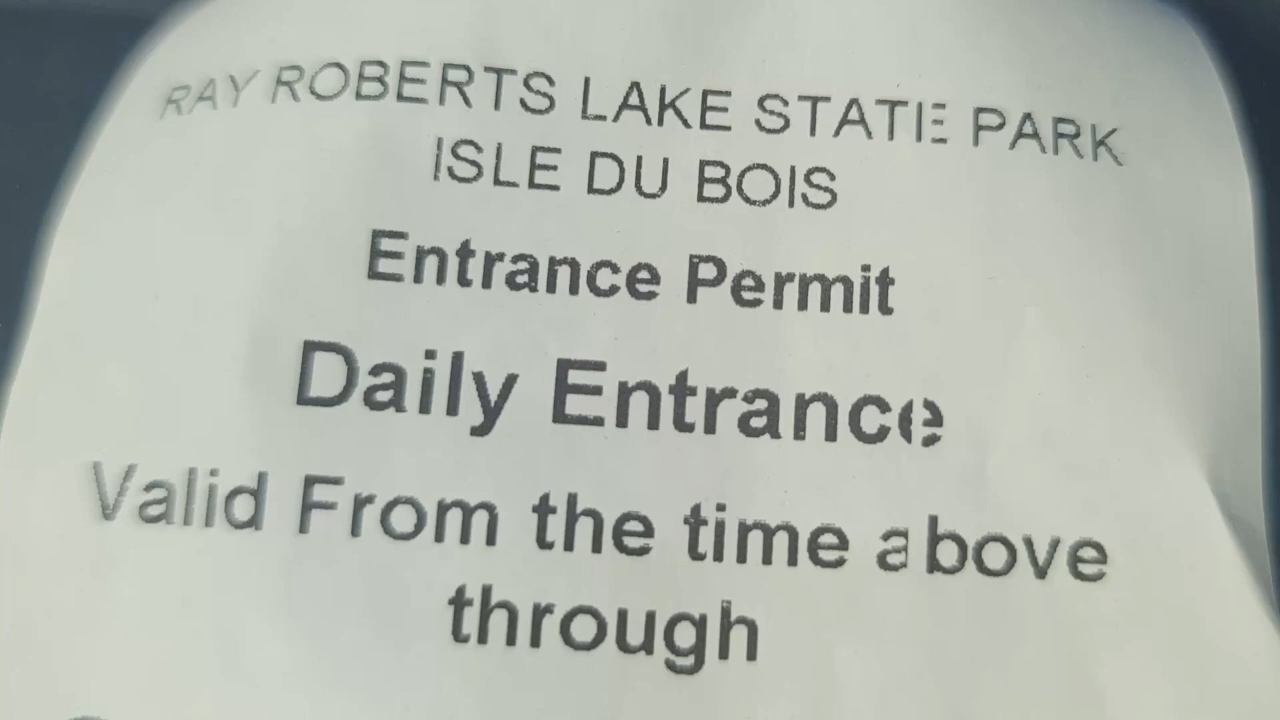 RAY ROBERTS LAKE STATE PARK
ISLE DU BOIS
Entrance Permit
Daily Entrance
Valid From the time above
through